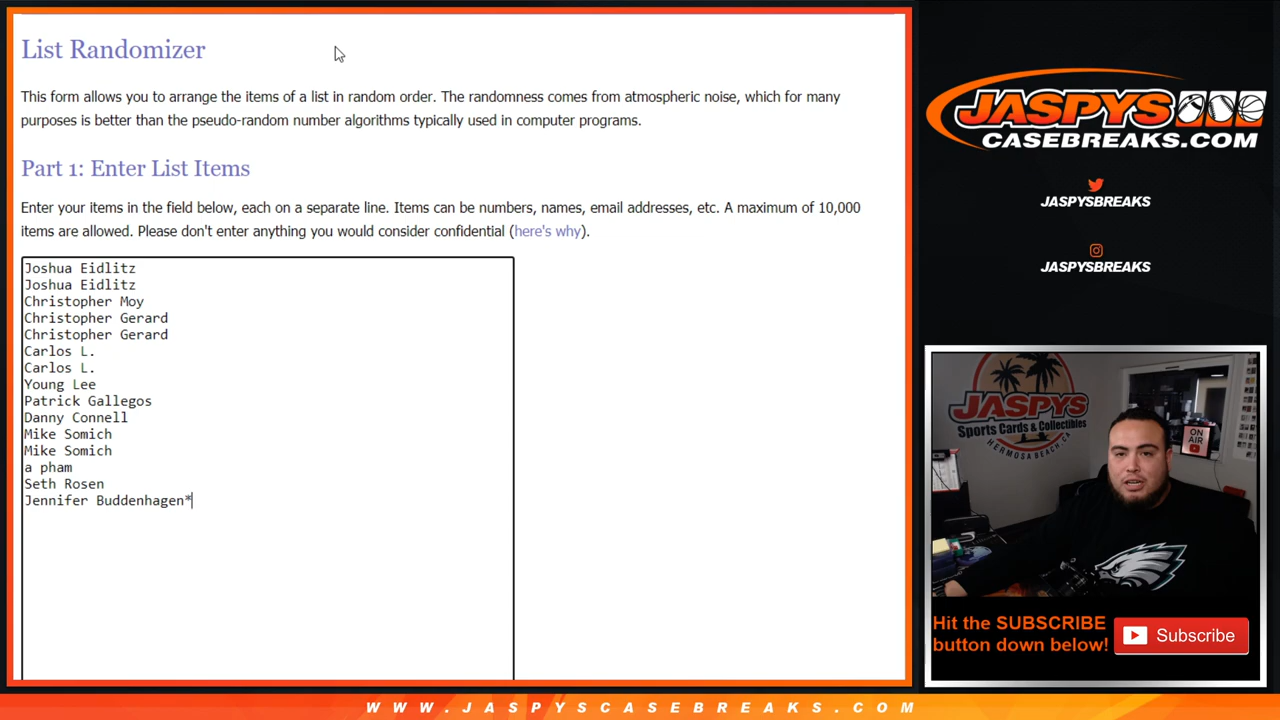 List Randomizer
This form allows you to arrange the items of a list in random order. The randomness comes from atmospheric noise, which for many
purposes is better than the pseudo-random number algorithms typically used in computer programs.
Part 1: Enter List Items
Enter your items in the field below, each on a separate line. Items can be numbers, names, email addresses, etc. A maximum of 10,000
items are allowed. Please don't enter anything you would consider confidential (here's why).
Joshua Eidlitz
Joshua Eidlitz
Christopher Moy
Christopher Gerard
Christopher Gerard
Carlos L.
Carlos L.
Young Lee
Patrick Gallegos
Danny Connell
Mike Somich
Mike Somich
a pham
Seth Rosen
Jennifer Buddenhagen*
JASPYS
CASEBREAKS.COM
JASPYSBREAKS
JASPYSBREAKS
JASPYS
Sports Cards & Collectibles
HERMOSA BEACH, CA
ON
AIR
Hit the SUBSCRIBE
button down below!
Subscribe
WWW.JASPYSCASEBREAKS.COM